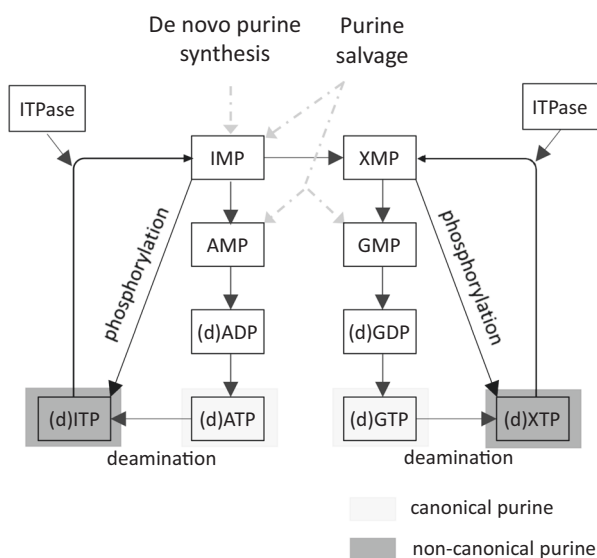 De novo purine
synthesis
Purine
salvage
ITPase
ITPase
IMP
XMP
phosphorylation
phosphorylation
AMP
GMP
(d)ADP
(d)GDP
(d)ITP
(d)ATP
(d)GTP
(d)XTP
deamination
deamination
canonical purine
non-canonical purine